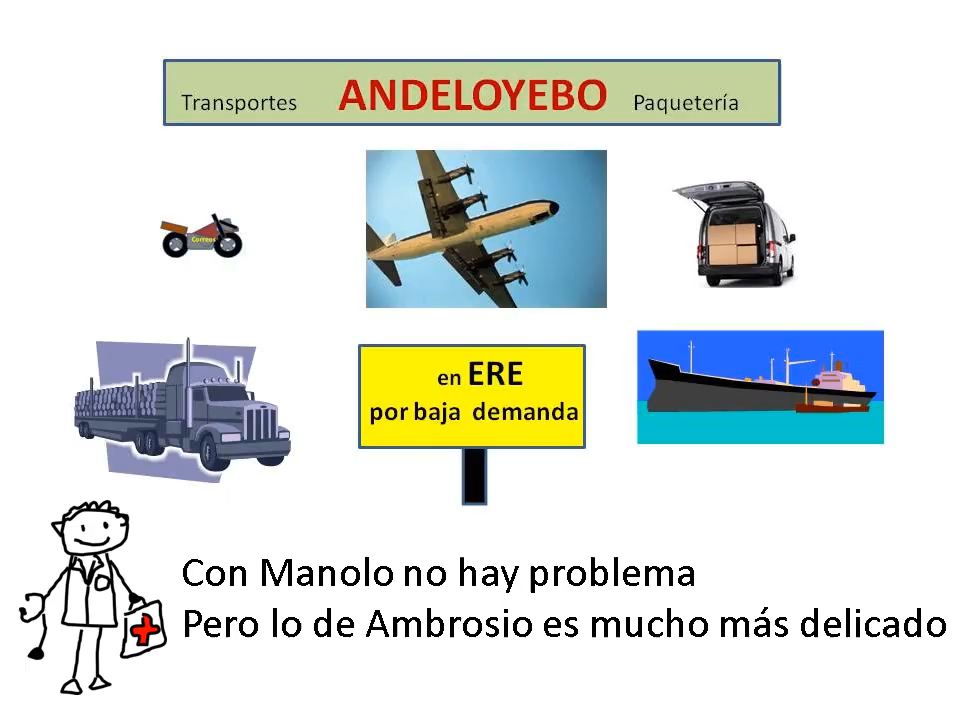 Transportes ANDELOYEBO Paquetería
Correos
en ERE
por baja demanda
Con Manolo no hay problema
Pero lo de Ambrosio es mucho más delicado